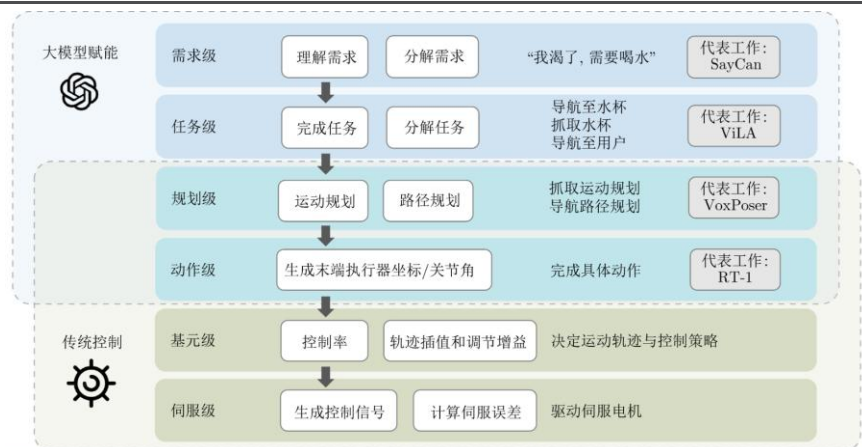 大模型赋能
需求级
理解需求
分解需求
“我渴了, 需要喝水”
代表工作:
SayCan
任务级
完成任务
分解任务
导航至水杯
抓取水杯
导航至用户
代表工作:
ViLA
规划级
运动规划
路径规划
抓取运动规划
导航路径规划
代表工作:
VoxPoser
动作级
生成末端执行器坐标/关节角
完成具体动作
代表工作:
RT-1
传统控制
基元级
控制率
轨迹插值和调节增益
决定运动轨迹与控制策略
伺服级
生成控制信号
计算伺服误差
驱动伺服电机